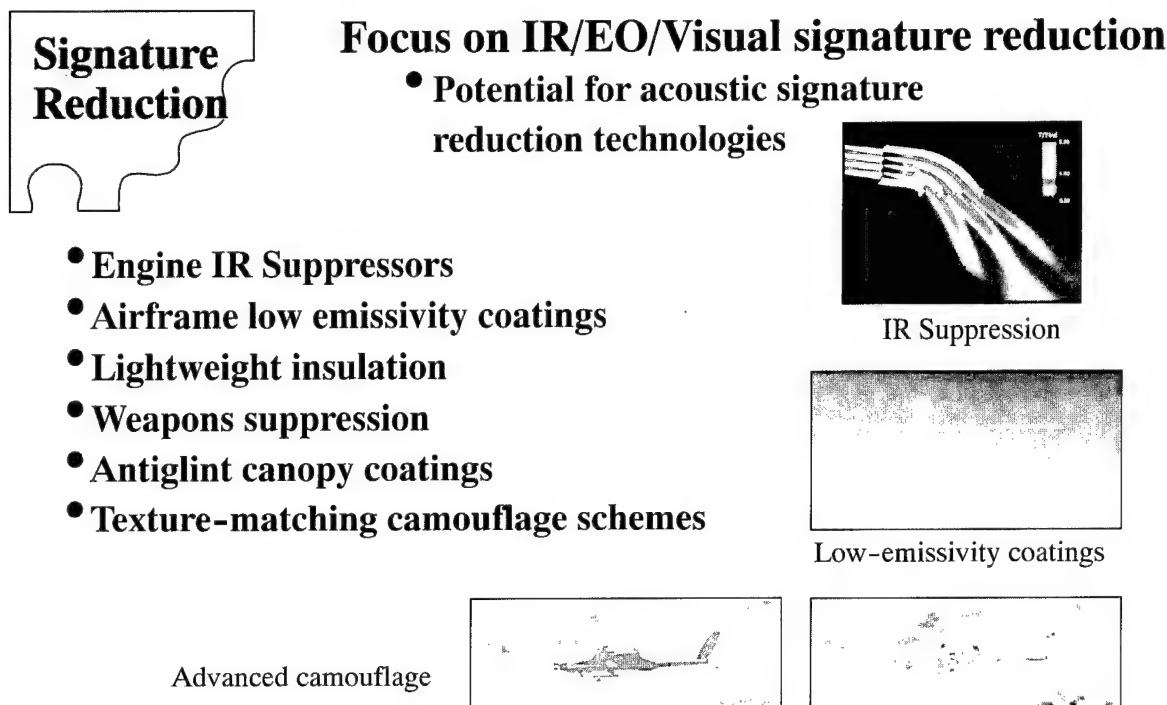 Signature
Reduction
Focus on IR/EO/Visual signature reduction
• Potential for acoustic signature
reduction technologies
• Engine IR Suppressors
• Airframe low emissivity coatings
• Lightweight insulation
• Weapons suppression
• Antiglint canopy coatings
• Texture-matching camouflage schemes
IR Suppression
Low-emissivity coatings
Advanced camouflage